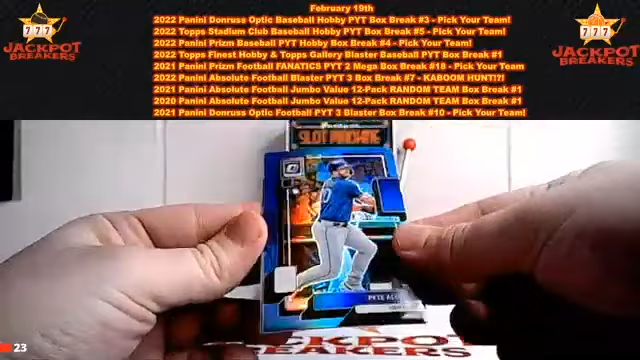 February 19th
2022 Panini Donruss Optic Baseball Hobby PYT Box Break #3 - Pick Your Team!
2022 Topps Stadium Club Baseball Hobby PYT Box Break #5 - Pick Your Team!
2022 Panini Prizm Baseball PYT Hobby Box Break #4 - Pick Your Team!
2022 Topps Finest Hobby & Topps Gallery Blaster Baseball PYT Box Break #1
2021 Panini Prizm Football FANATICS PYT 2 Mega Box Break #18 - Pick Your Team
2022 Panini Absolute Football Blaster PYT 3 Box Break #7 - KABOOM HUNT!?!
2021 Panini Absolute Football Jumbo Value 12-Pack RANDOM TEAM Box Break #1
2020 Panini Absolute Football Jumbo Value 12-Pack RANDOM TEAM Box Break #1
2021 Panini Donruss Optic Football PYT 3 Blaster Box Break #10 - Pick Your Team!
777
JACKPOT
BREAKERS
777
JACKPOT
BREAKERS
SLOT MACHINE
PETE
BREAKERS
23